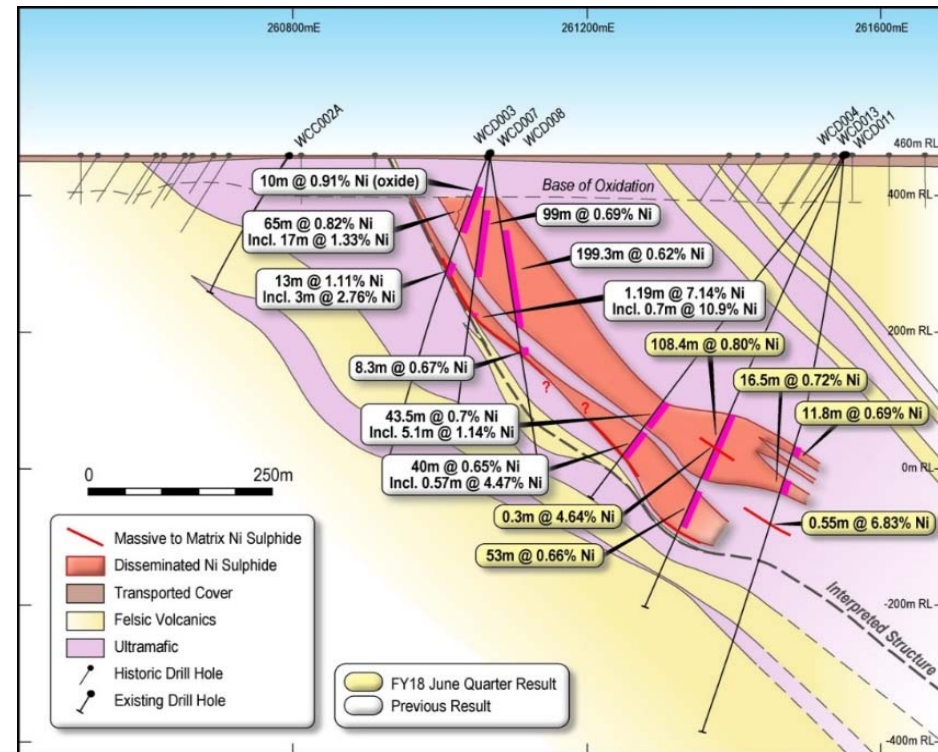 260800mE
261200mE
261600mE
WCC002A
WCD003
WCD007
WCD008
WCD004
WCD013
WCD011
460m RL
10m @ 0.91% Ni (oxide)
Base of Oxidation
400m RL
65m @ 0.82% Ni
Incl. 17m @ 1.33% Ni
99m @ 0.69% Ni
199.3m @ 0.62% Ni
13m @ 1.11% Ni
Incl. 3m @ 2.76% Ni
1.19m @ 7.14% Ni
Incl. 0.7m @ 10.9% Ni
200m RL
108.4m @ 0.80% Ni
8.3m @ 0.67% Ni
16.5m @ 0.72% Ni
?
?
11.8m @ 0.69% Ni
43.5m @ 0.7% Ni
Incl. 5.1m @ 1.14% Ni
0
250m
40m @ 0.65% Ni
Incl. 0.57m @ 4.47% Ni
0m RL
0.3m @ 4.64% Ni
0.55m @ 6.83% Ni
53m @ 0.66% Ni
Massive to Matrix Ni Sulphide
Disseminated Ni Sulphide
Transported Cover
Felsic Volcanics
Ultramafic
Historic Drill Hole
Existing Drill Hole
-200m RL
Interpreted Structure
FY18 June Quarter Result
Previous Result
-400m RL